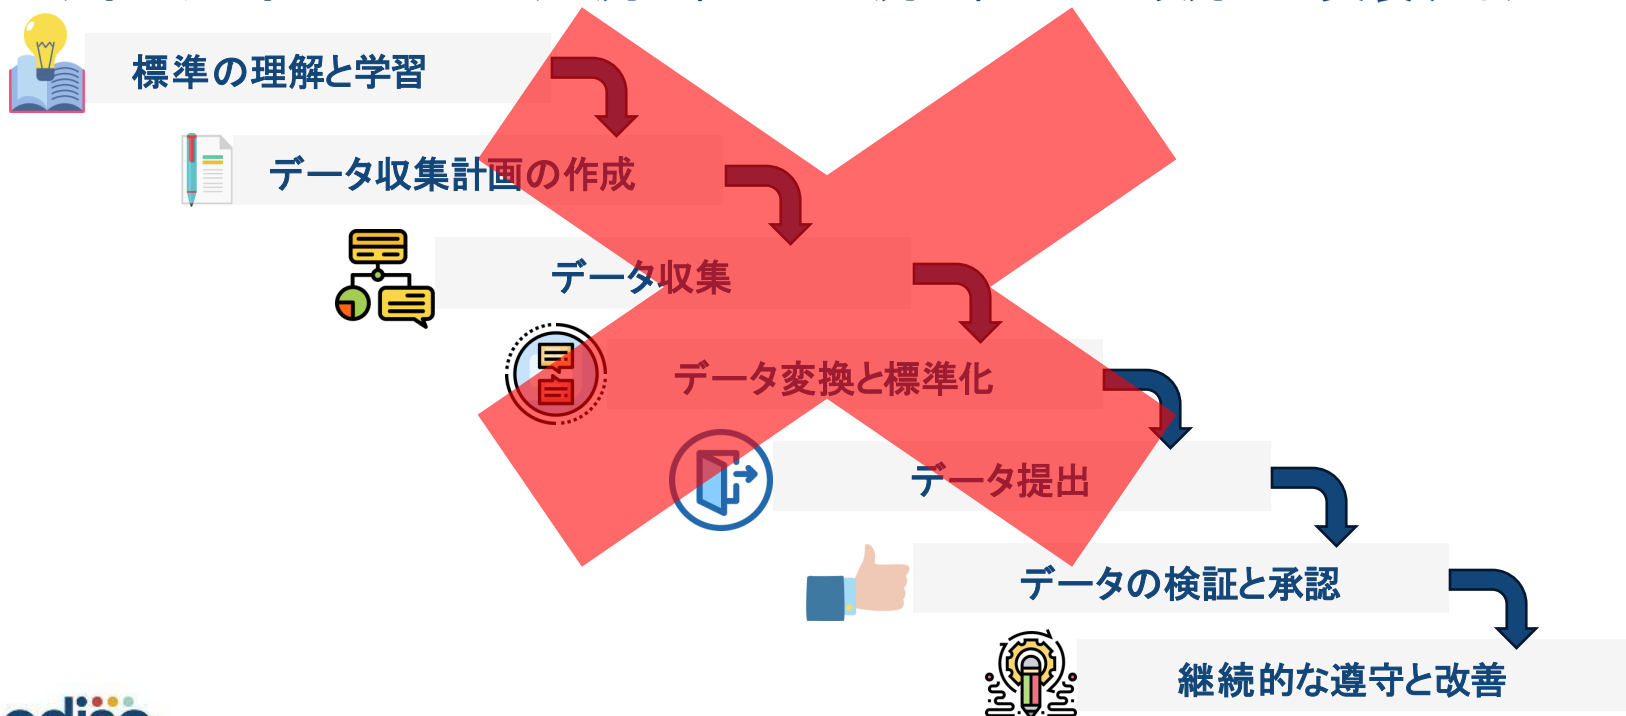 標準の理解と学習
データ収集計画の作成
データ収集
データ変換と標準化
データ提出
データの検証と承認
継続的な遵守と改善